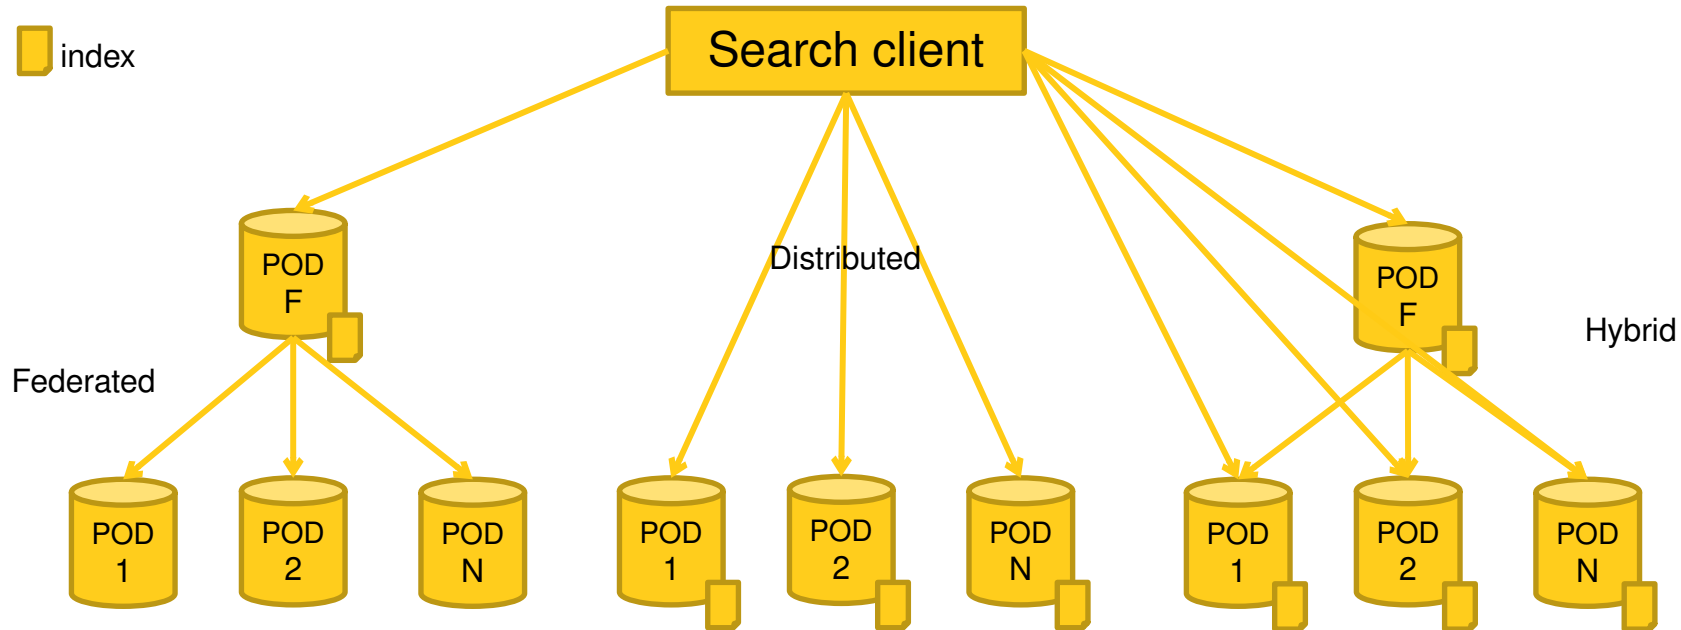 index
Search client
Federated
POD
F
POD
1
POD
2
POD
N
Distributed
POD
1
POD
2
POD
N
Hybrid
POD
F
POD
1
POD
2
POD
N